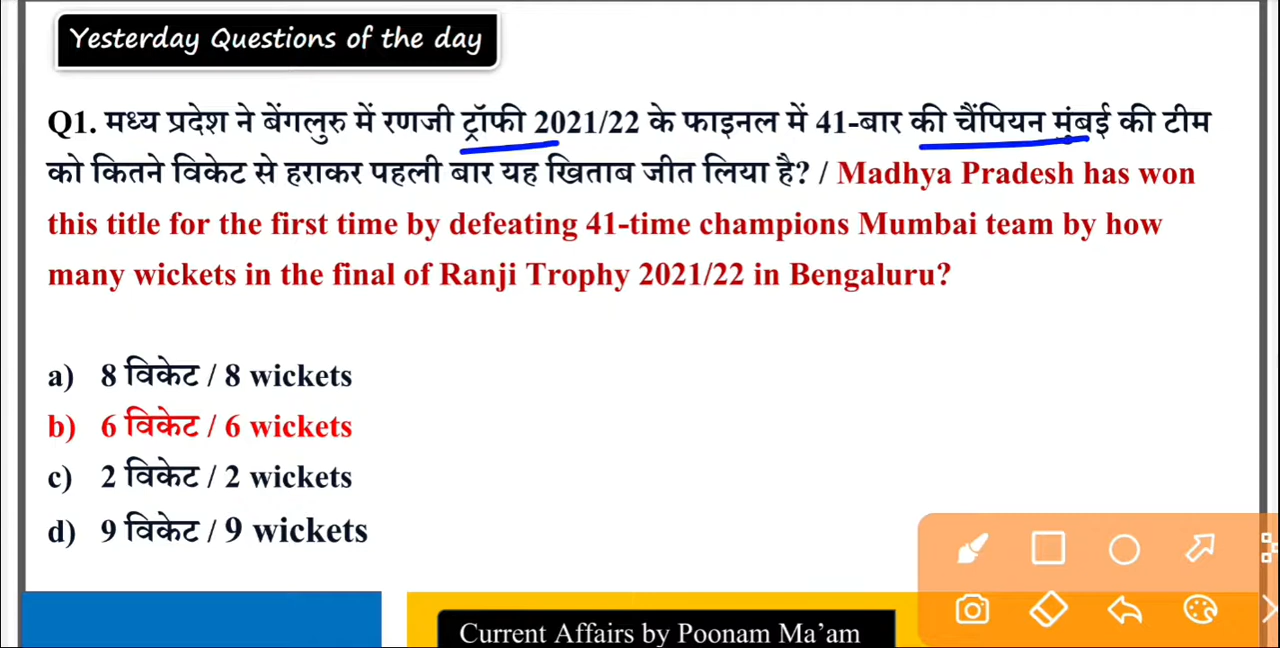 Yesterday Questions of the day
Q1. मध्य प्रदेश ने बेंगलुरु में रणजी ट्रॉफी 2021/22 के फाइनल में 41-बार की चैंपियन मुंबई की टीम
को कितने विकेट से हराकर पहली बार यह खिताब जीत लिया है? / Madhya Pradesh has won
this title for the first time by defeating 41-time champions Mumbai team by how
many wickets in the final of Ranji Trophy 2021/22 in Bengaluru?
a) 8 विकेट / 8 wickets
b) 6 विकेट / 6 wickets
c) 2 विकेट / 2 wickets
d) 9 विकेट / 9 wickets
Current Affairs by Poonam Ma’am